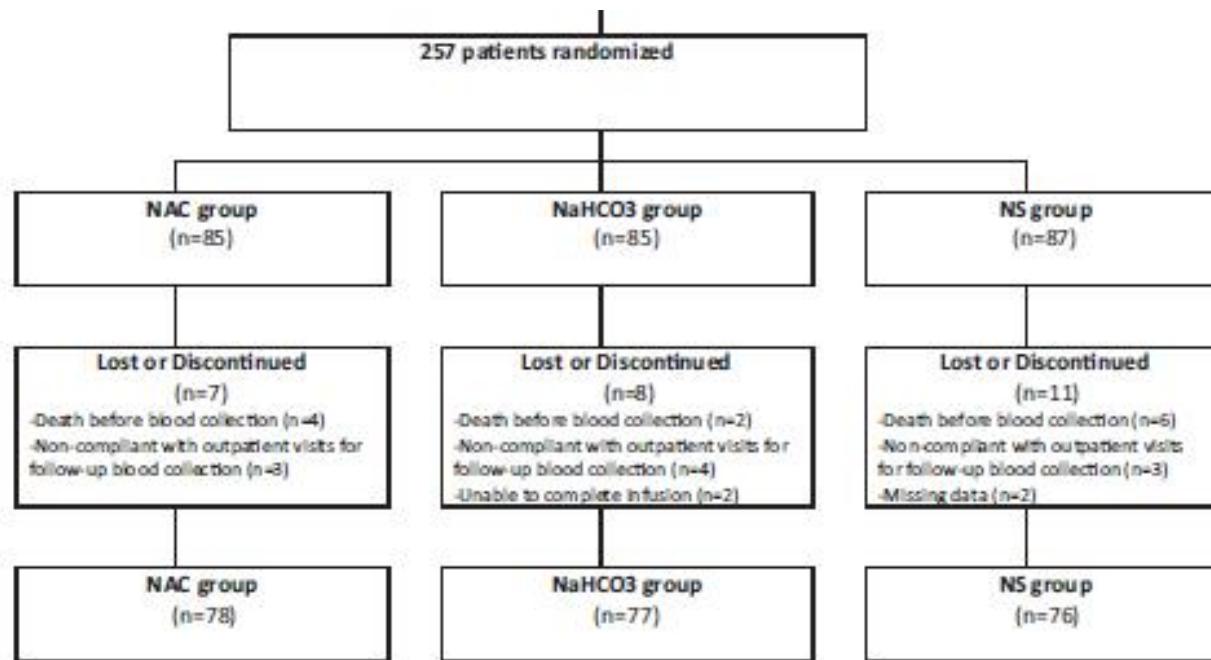 257 patients randomized
NAC group
(n=85)
NaHCO3 group
(n=85)
NS group
(n=87)
Lost or Discontinued
(n=7)
-Death before blood collection (n=4)
-Non-compliant with outpatient visits for
follow-up blood collection (n=3)
Lost or Discontinued
(n=8)
-Death before blood collection (n=2)
-Non-compliant with outpatient visits for
follow-up blood collection (n=4)
-Unable to complete infusion (n=2)
Lost or Discontinued
(n=11)
-Death before blood collection (n=6)
-Non-compliant with outpatient visits
for follow-up blood collection (n=3)
-Missing data (n=2)
NAC group
(n=78)
NaHCO3 group
(n=77)
NS group
(n=76)